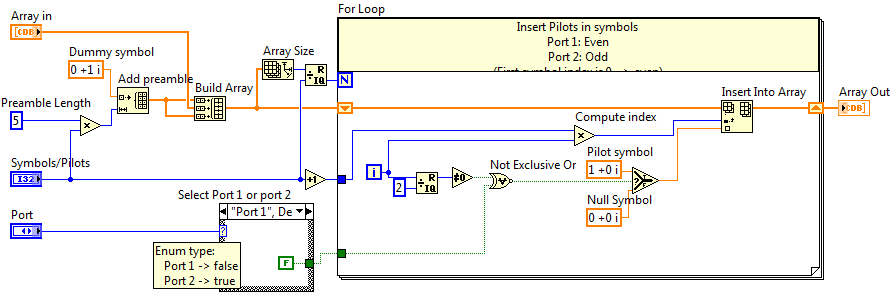 For Loop
Array in
[CDB]
Insert Pilots in symbols
Port 1: Even
Port 2: Odd
Dummy symbol
0 +1 i
Array Size
R
IQ
N
Add preamble
Build Array
Insert Into Array
Array Out
[CDB]
Preamble Length
5
Compute index
Symbols/Pilots
I32
+1
i
2
R
IQ
≠0
Not Exclusive Or
Pilot symbol
1 +0 i
Null Symbol
0 +0 i
Select Port 1 or port 2
"Port 1", De
Port
?
Enum type:
Port 1 -> false
Port 2 -> true
F